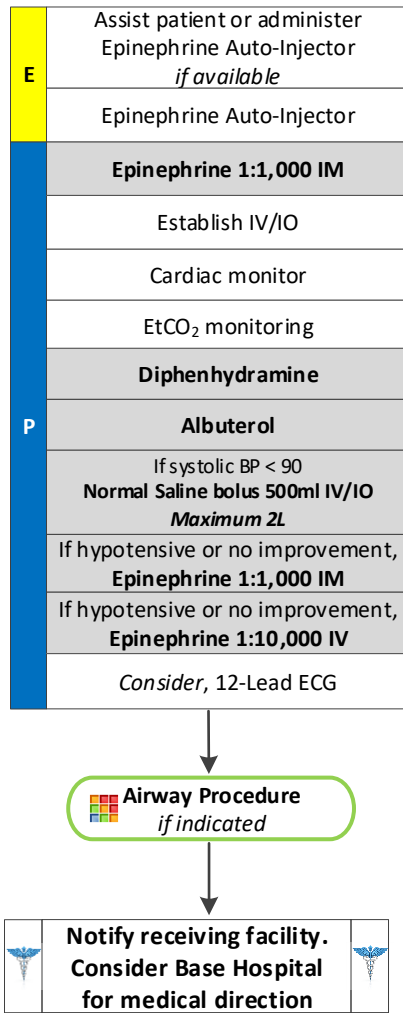 E
Assist patient or administer
Epinephrine Auto-Injector
if available
Epinephrine Auto-Injector
P
Epinephrine 1:1,000 IM
Establish IV/IO
Cardiac monitor
EtCO₂ monitoring
Diphenhydramine
Albuterol
If systolic BP < 90
Normal Saline bolus 500ml IV/IO
Maximum 2L
If hypotensive or no improvement,
Epinephrine 1:1,000 IM
If hypotensive or no improvement,
Epinephrine 1:10,000 IV
Consider, 12-Lead ECG
Airway Procedure
if indicated
Notify receiving facility.
Consider Base Hospital
for medical direction